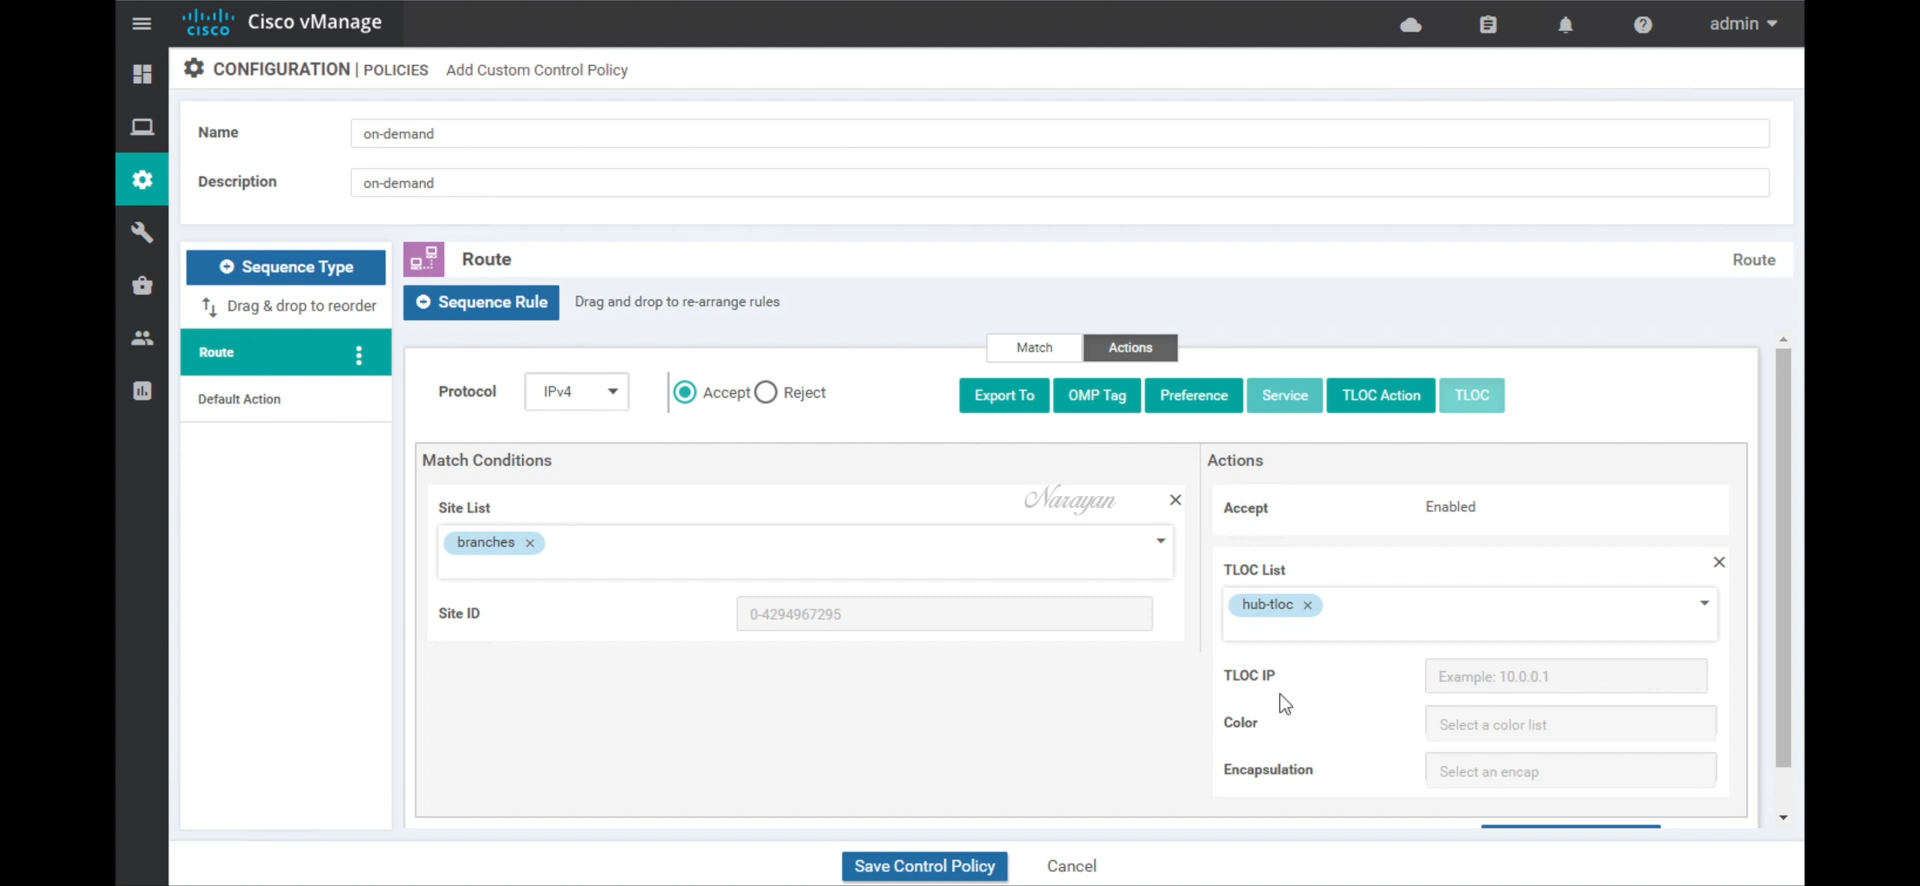 cisco Cisco vManage
admin
CONFIGURATION | POLICIES Add Custom Control Policy
Name on-demand
Description on-demand
Sequence Type
Drag & drop to reorder
Route
Default Action
Route Route
Sequence Rule Drag and drop to re-arrange rules
Match Actions
Protocol IPv4 Accept Reject Export To OMP Tag Preference Service TLOC Action TLOC
Match Conditions
Site List
branches ×
Site ID 0-4294967295
Narayan
Actions
Accept Enabled
TLOC List
hub-tloc ×
TLOC IP Example: 10.0.0.1
Color Select a color list
Encapsulation Select an encap
Save Control Policy Cancel